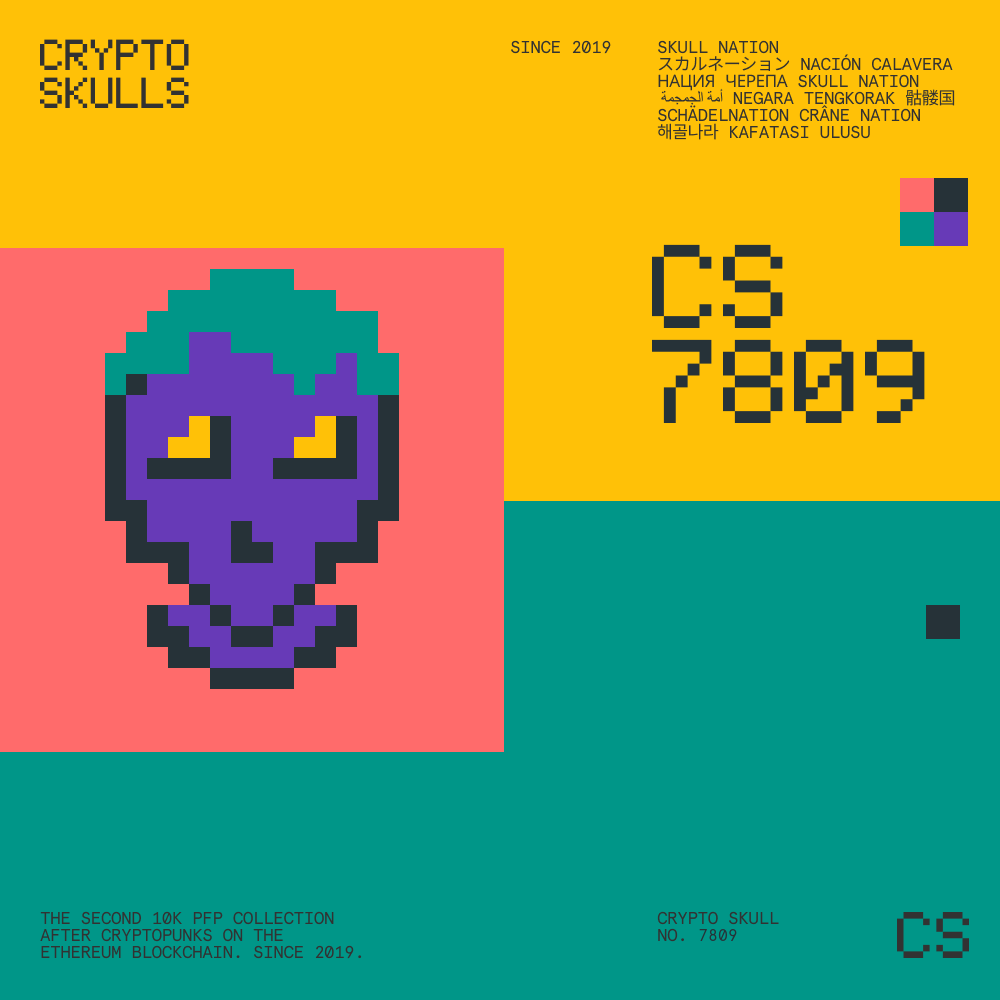 CRYPTO
SKULLS
SINCE 2019
SKULL NATION
スカルネーション NACIÓN CALAVERA
НАЦИЯ ЧЕРЕПА SKULL NATION
أمة الجمجمة NEGARA TENGKORAK 骷髅国
SCHÄDELNATION CRÂNE NATION
해골나라 KAFATASI ULUSU
CS
7809
THE SECOND 10K PFP COLLECTION
AFTER CRYPTOPUNKS ON THE
ETHEREUM BLOCKCHAIN. SINCE 2019.
CRYPTO SKULL
NO. 7809
CS